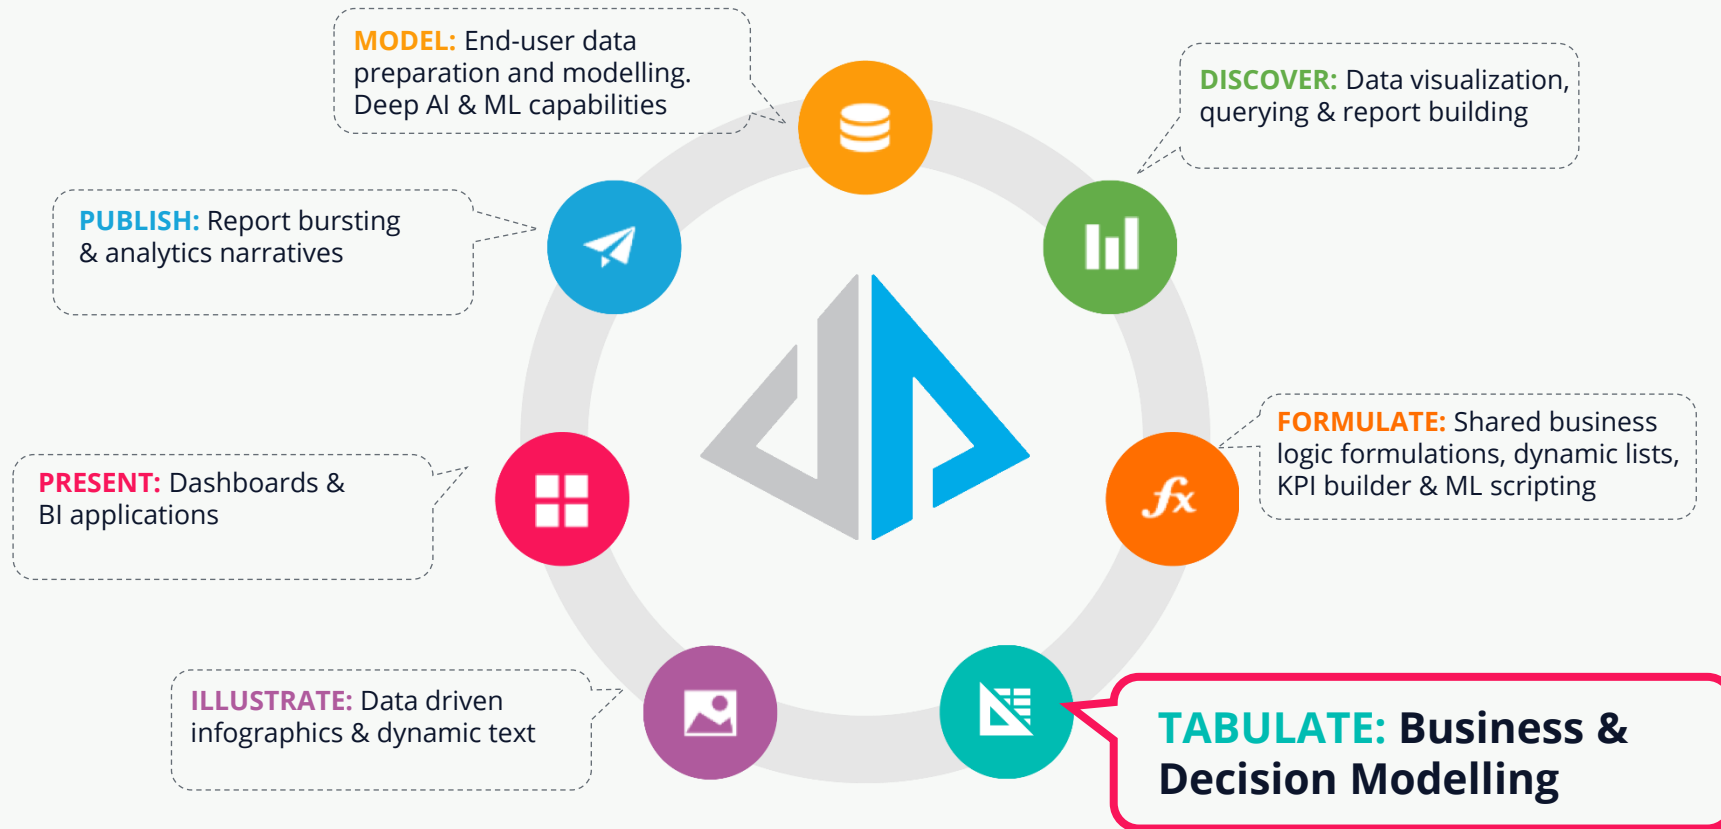 MODEL: End-user data
preparation and modelling.
Deep AI & ML capabilities
DISCOVER: Data visualization,
querying & report building
PUBLISH: Report bursting
& analytics narratives
FORMULATE: Shared business
logic formulations, dynamic lists,
KPI builder & ML scripting
PRESENT: Dashboards &
BI applications
fx
ILLUSTRATE: Data driven
infographics & dynamic text
TABULATE: Business &
Decision Modelling